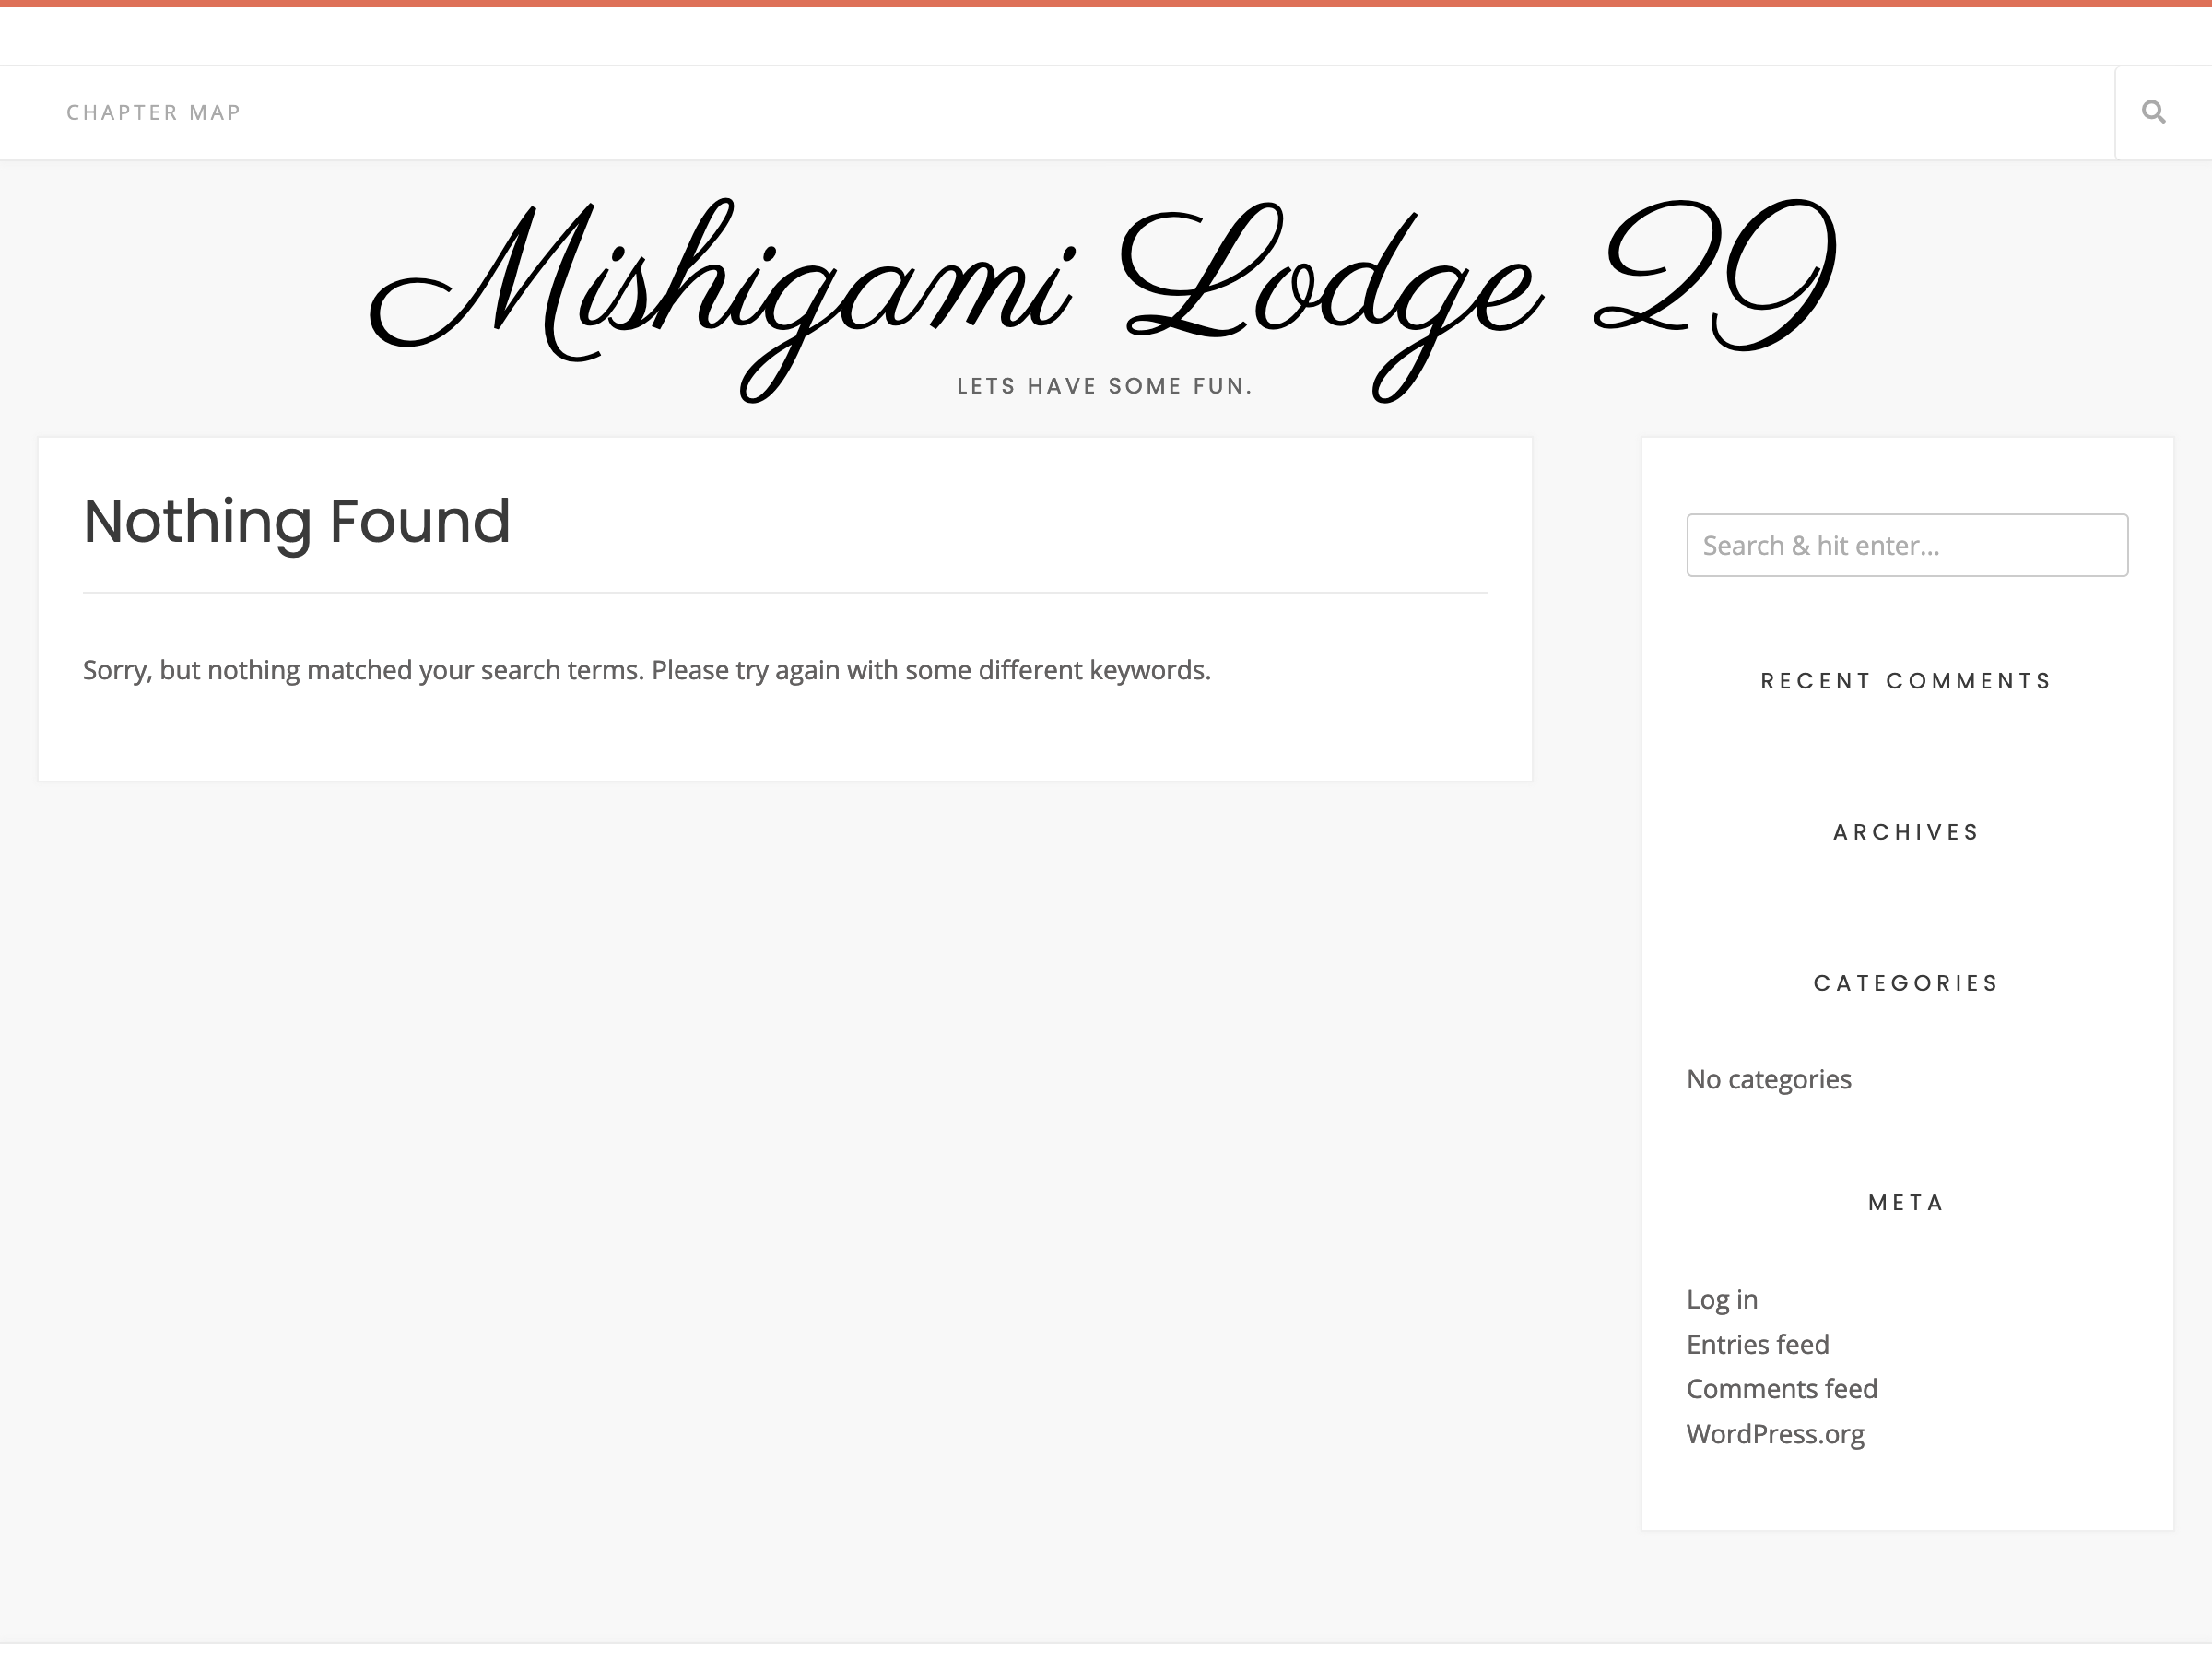 CHAPTER MAP
Mishigami Lodge 29
LETS HAVE SOME FUN.
Nothing Found
Sorry, but nothing matched your search terms. Please try again with some different keywords.
Search & hit enter...
RECENT COMMENTS
ARCHIVES
CATEGORIES
No categories
META
Log in
Entries feed
Comments feed
WordPress.org